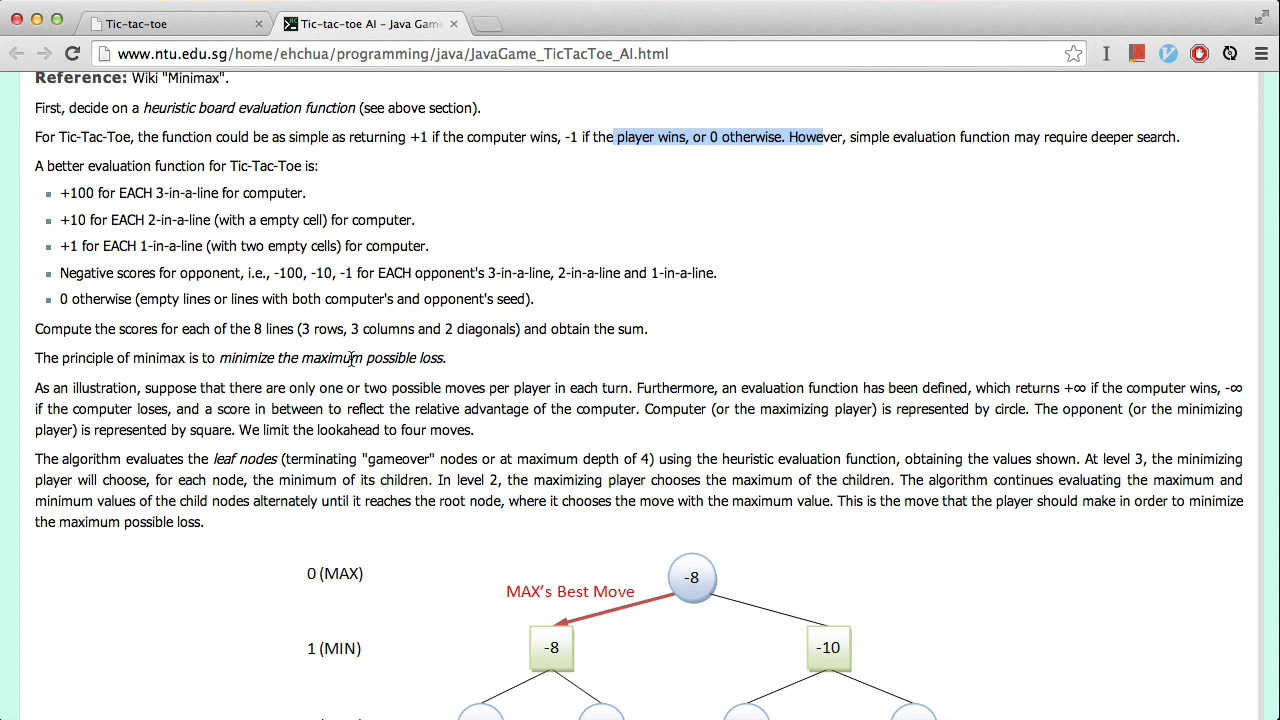 Tic-tac-toe
Tic-tac-toe AI - Java Game
www.ntu.edu.sg/home/ehchua/programming/java/JavaGame_TicTacToe_AI.html
Reference: Wiki "Minimax".
First, decide on a heuristic board evaluation function (see above section).
For Tic-Tac-Toe, the function could be as simple as returning +1 if the computer wins, -1 if the player wins, or 0 otherwise. However, simple evaluation function may require deeper search.
A better evaluation function for Tic-Tac-Toe is:
+100 for EACH 3-in-a-line for computer.
+10 for EACH 2-in-a-line (with a empty cell) for computer.
+1 for EACH 1-in-a-line (with two empty cells) for computer.
Negative scores for opponent, i.e., -100, -10, -1 for EACH opponent's 3-in-a-line, 2-in-a-line and 1-in-a-line.
0 otherwise (empty lines or lines with both computer's and opponent's seed).
Compute the scores for each of the 8 lines (3 rows, 3 columns and 2 diagonals) and obtain the sum.
The principle of minimax is to minimize the maximum possible loss.
As an illustration, suppose that there are only one or two possible moves per player in each turn. Furthermore, an evaluation function has been defined, which returns +∞ if the computer wins, -∞
if the computer loses, and a score in between to reflect the relative advantage of the computer. Computer (or the maximizing player) is represented by circle. The opponent (or the minimizing
player) is represented by square. We limit the lookahead to four moves.
The algorithm evaluates the leaf nodes (terminating "gameover" nodes or at maximum depth of 4) using the heuristic evaluation function, obtaining the values shown. At level 3, the minimizing
player will choose, for each node, the minimum of its children. In level 2, the maximizing player chooses the maximum of the children. The algorithm continues evaluating the maximum and
minimum values of the child nodes alternately until it reaches the root node, where it chooses the move with the maximum value. This is the move that the player should make in order to minimize
the maximum possible loss.
0 (MAX)
-8
MAX's Best Move
1 (MIN)
-8
-10